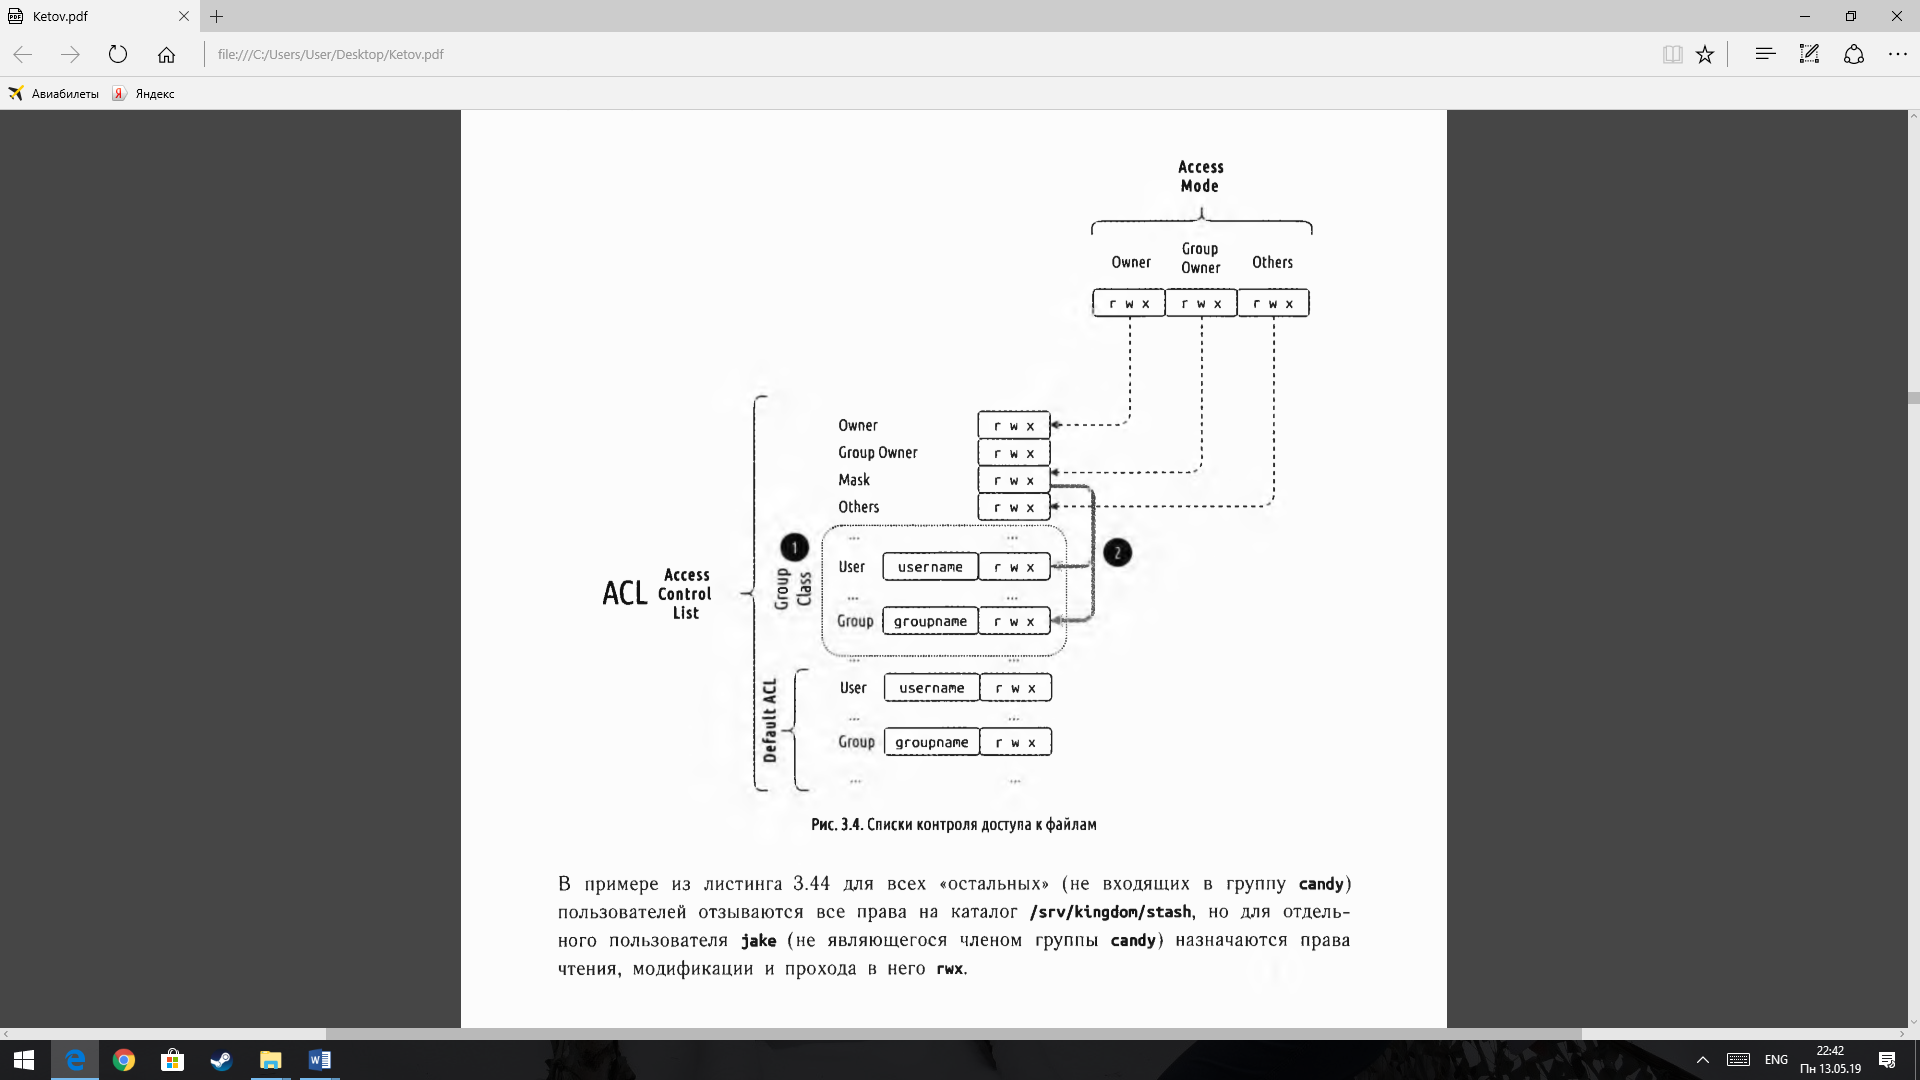 Ketov.pdf
file:///C:/Users/User/Desktop/Ketov.pdf
Авиабилеты
Я
Яндекс
Access
Mode
Owner
Group
Owner
Others
r w x
r w x
r w x
Owner
r w x
Group Owner
r w x
Mask
r w x
Others
r w x
...
...
1
2
User
username
r w x
...
...
Group
Class
ACL
Access
Control
List
Group
groupname
r w x
...
...
Default ACL
User
username
r w x
...
...
Group
groupname
r w x
...
...
Рис. 3.4. Списки контроля доступа к файлам
В примере из листинга 3.44 для всех «остальных» (не входящих в группу candy)
пользователей отзываются все права на каталог /srv/kingdom/stash, но для отдель-
ного пользователя jake (не являющегося членом группы candy) назначаются права
чтения, модификации и прохода в него rwx.
ENG
22:42
Пн 13.05.19